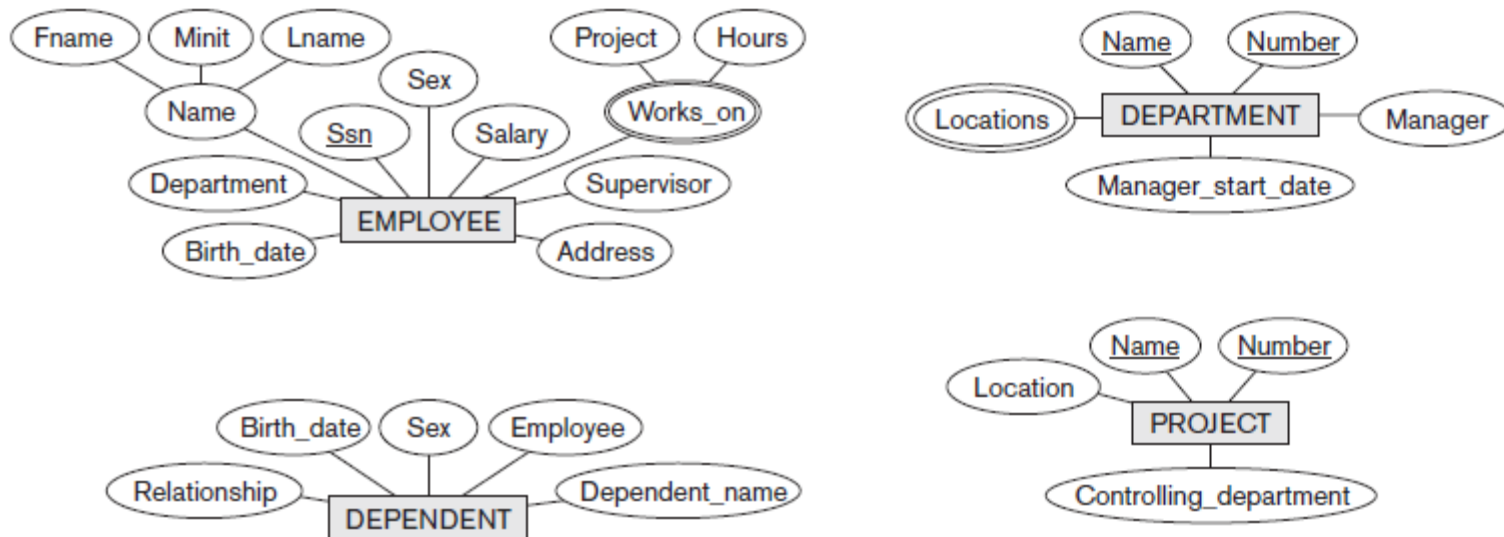 Fname Minit Lname
Project Hours
Sex
Name
Works_on
Ssn
Salary
Department
Supervisor
EMPLOYEE
Birth_date
Address
Name Number
Locations
DEPARTMENT
Manager
Manager_start_date
Birth_date Sex Employee
Relationship
Dependent_name
DEPENDENT
Name Number
Location
PROJECT
Controlling_department